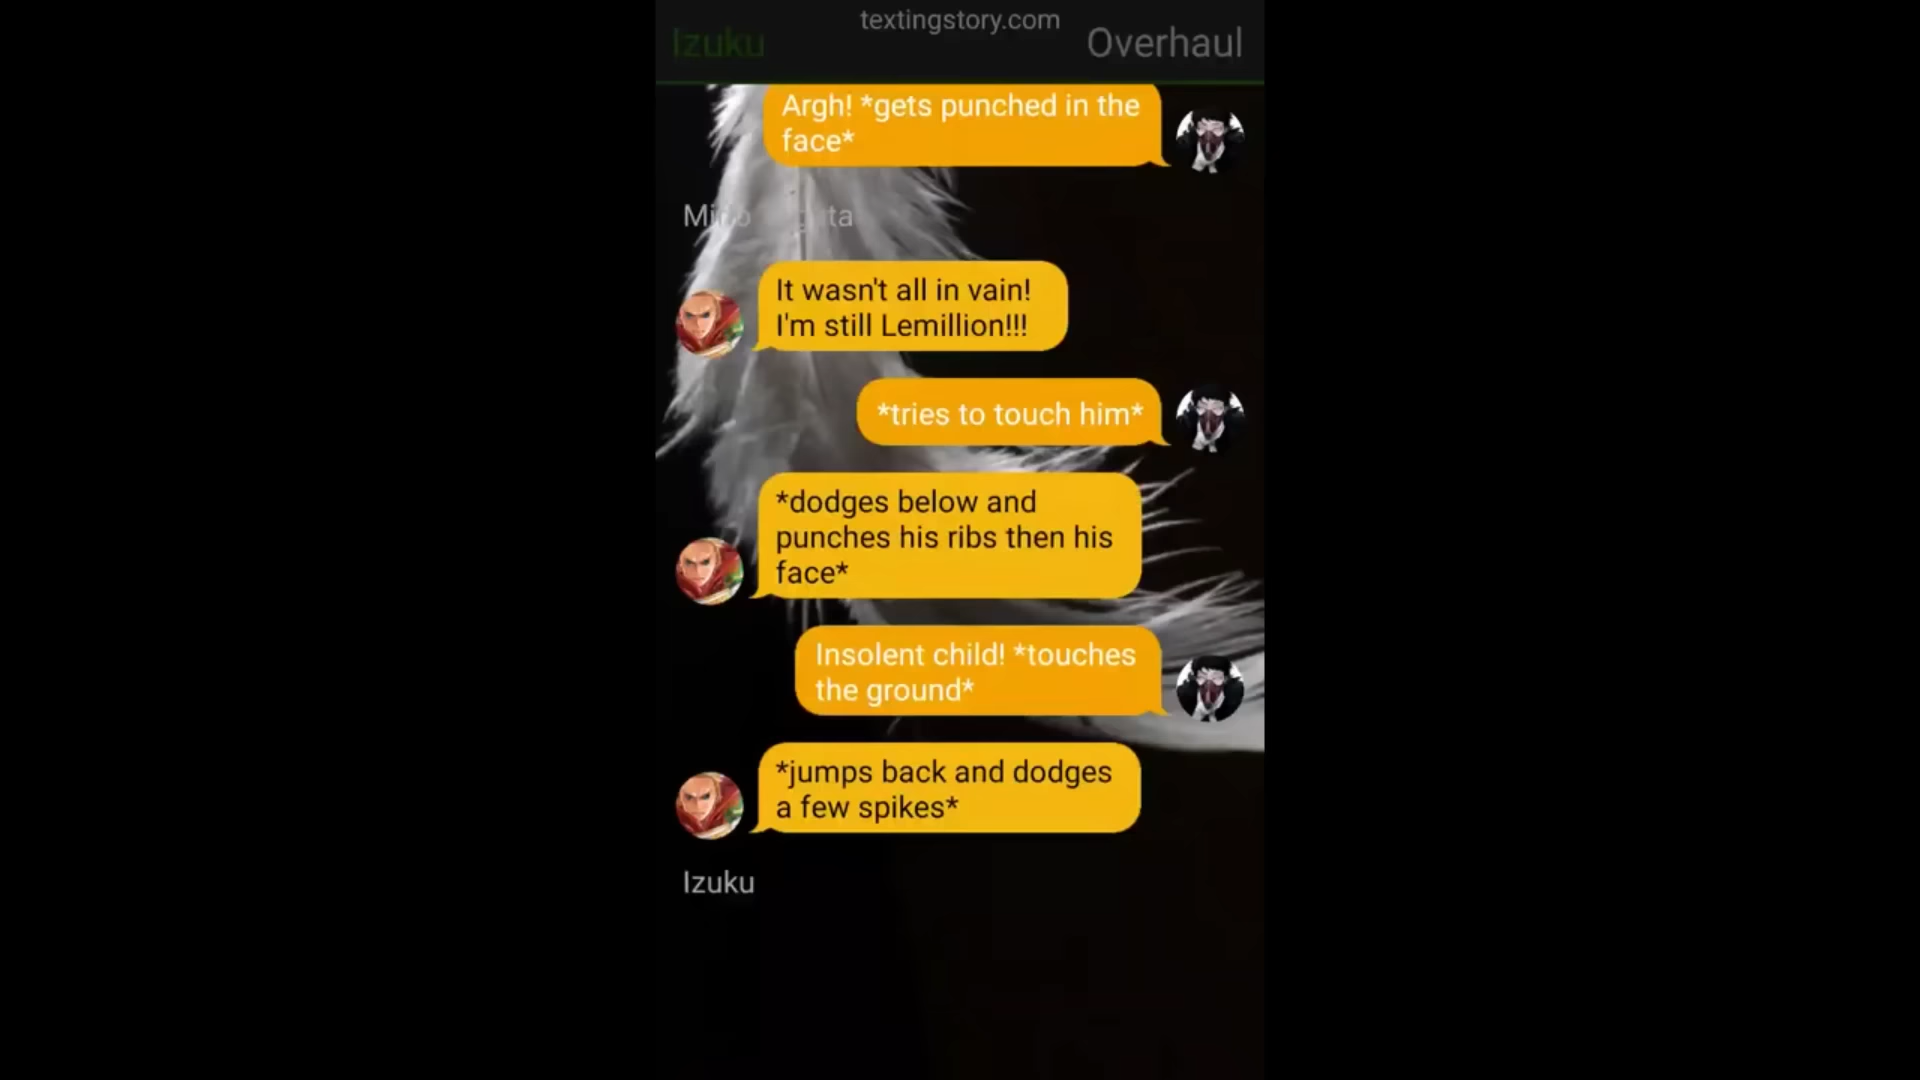 textingstory.com
Izuku
Overhaul
Argh! *gets punched in the
face*
It wasn't all in vain!
I'm still Lemillion!!!
*tries to touch him*
*dodges below and
punches his ribs then his
face*
Insolent child! *touches
the ground*
*jumps back and dodges
a few spikes*
Izuku